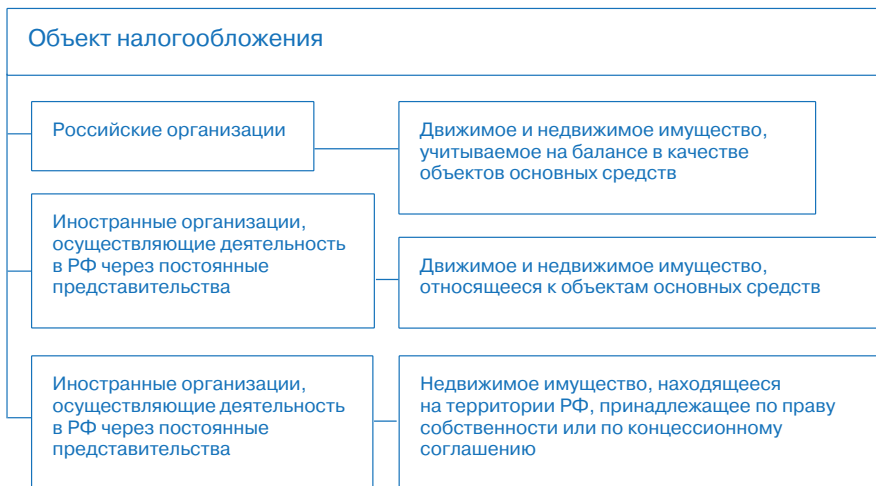 Объект налогообложения
Российские организации
Движимое и недвижимое имущество,
учитываемое на балансе в качестве
объектов основных средств
Иностранные организации,
осуществляющие деятельность
в РФ через постоянные
представительства
Движимое и недвижимое имущество,
относящееся к объектам основных средств
Иностранные организации,
осуществляющие деятельность
в РФ через постоянные
представительства
Недвижимое имущество, находящееся
на территории РФ, принадлежащее по праву
собственности или по концессионному
соглашению